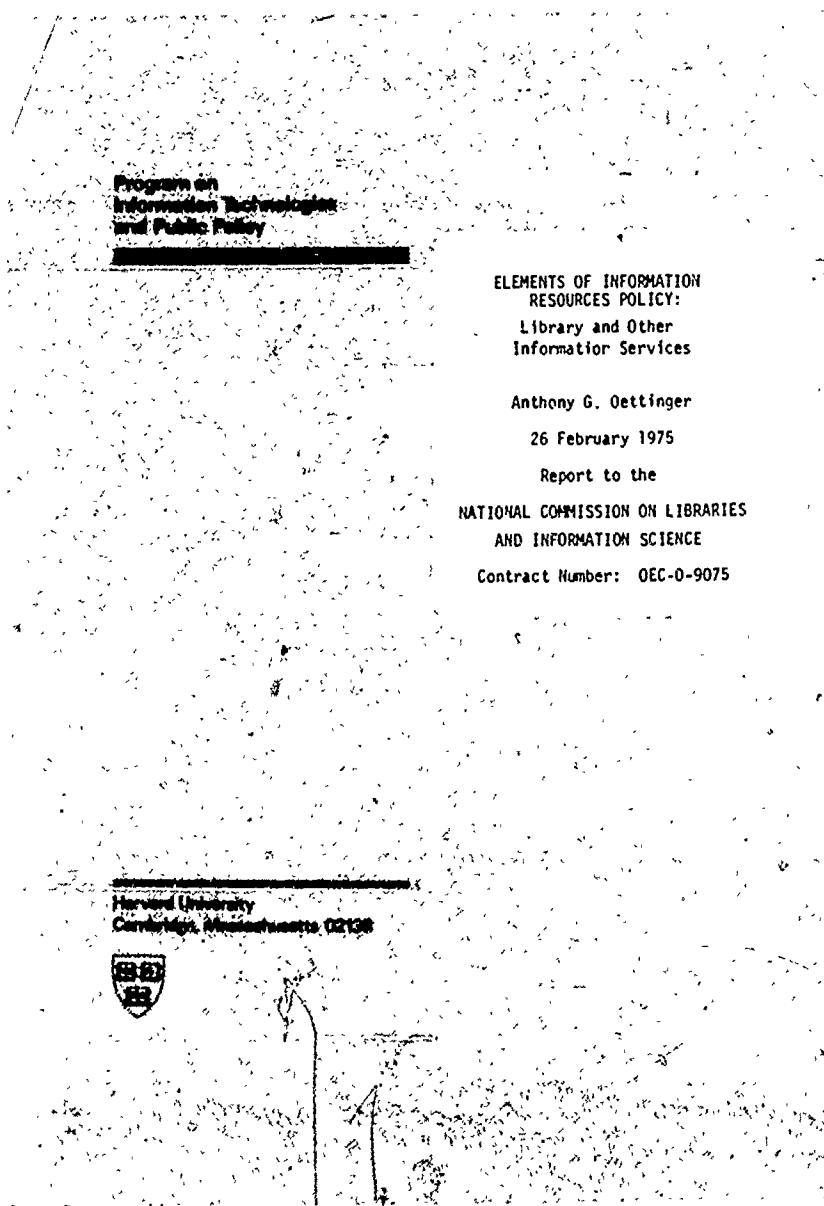 Program on
Information Technologies
and Public Policy
ELEMENTS OF INFORMATION
RESOURCES POLICY:
Library and Other
Informatior Services
Anthony G. Oettinger
26 February 1975
Report to the
NATIONAL COMMISSION ON LIBRARIES
AND INFORMATION SCIENCE
Contract Number: OEC-0-9075
Harvard University
Cambridge, Massachusetts 02138